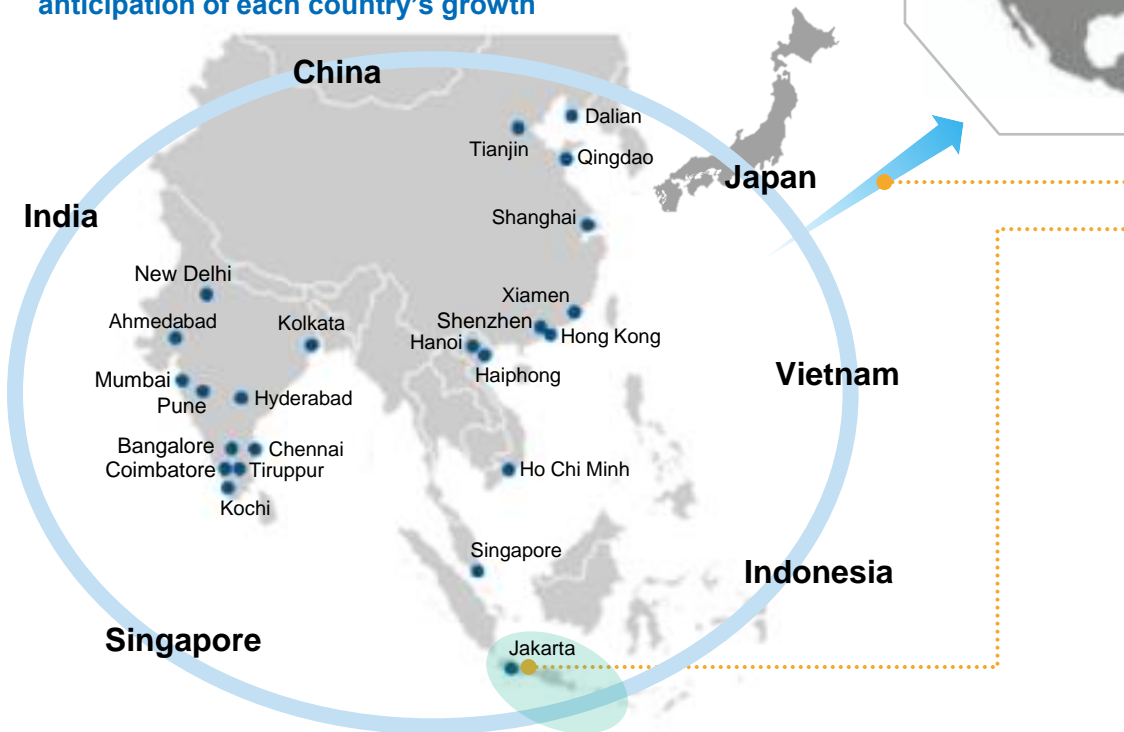 anticipation of each country's growth
China
Dalian
Tianjin
Qingdao
Japan
India
Shanghai
New Delhi
Xiamen
Ahmedabad
Kolkata
Shenzhen
Hong Kong
Hanoi
Haiphong
Vietnam
Mumbai
Pune
Hyderabad
Bangalore
Chennai
Coimbatore
Tiruppur
Ho Chi Minh
Kochi
Singapore
Indonesia
Singapore
Jakarta